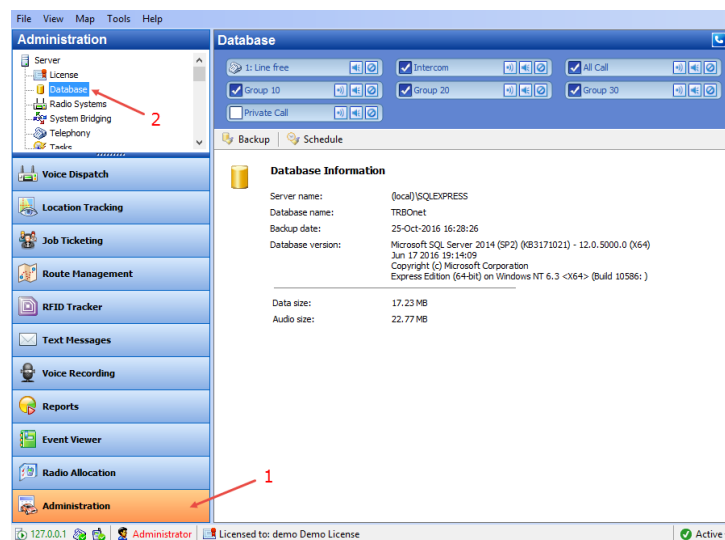 File View Map Tools Help
Administration
Server
License
Database
Radio Systems
System Bridging
Telephony
Tasks
2
Voice Dispatch
Location Tracking
Job Ticketing
Route Management
RFID Tracker
Text Messages
Voice Recording
Reports
Event Viewer
Radio Allocation
Administration
1
Database
1: Line free Intercom All Call
Group 10 Group 20 Group 30
Private Call
Backup Schedule
Database Information
Server name: (local)\SQLEXPRESS
Database name: TRBOnet
Backup date: 25-Oct-2016 16:28:26
Database version: Microsoft SQL Server 2014 (SP2) (KB3171021) - 12.0.5000.0 (X64)
Jun 17 2016 19:14:09
Copyright (c) Microsoft Corporation
Express Edition (64-bit) on Windows NT 6.3 <X64> (Build 10586: )
Data size: 17.23 MB
Audio size: 22.77 MB
127.0.0.1 Administrator Licensed to: demo Demo License Active